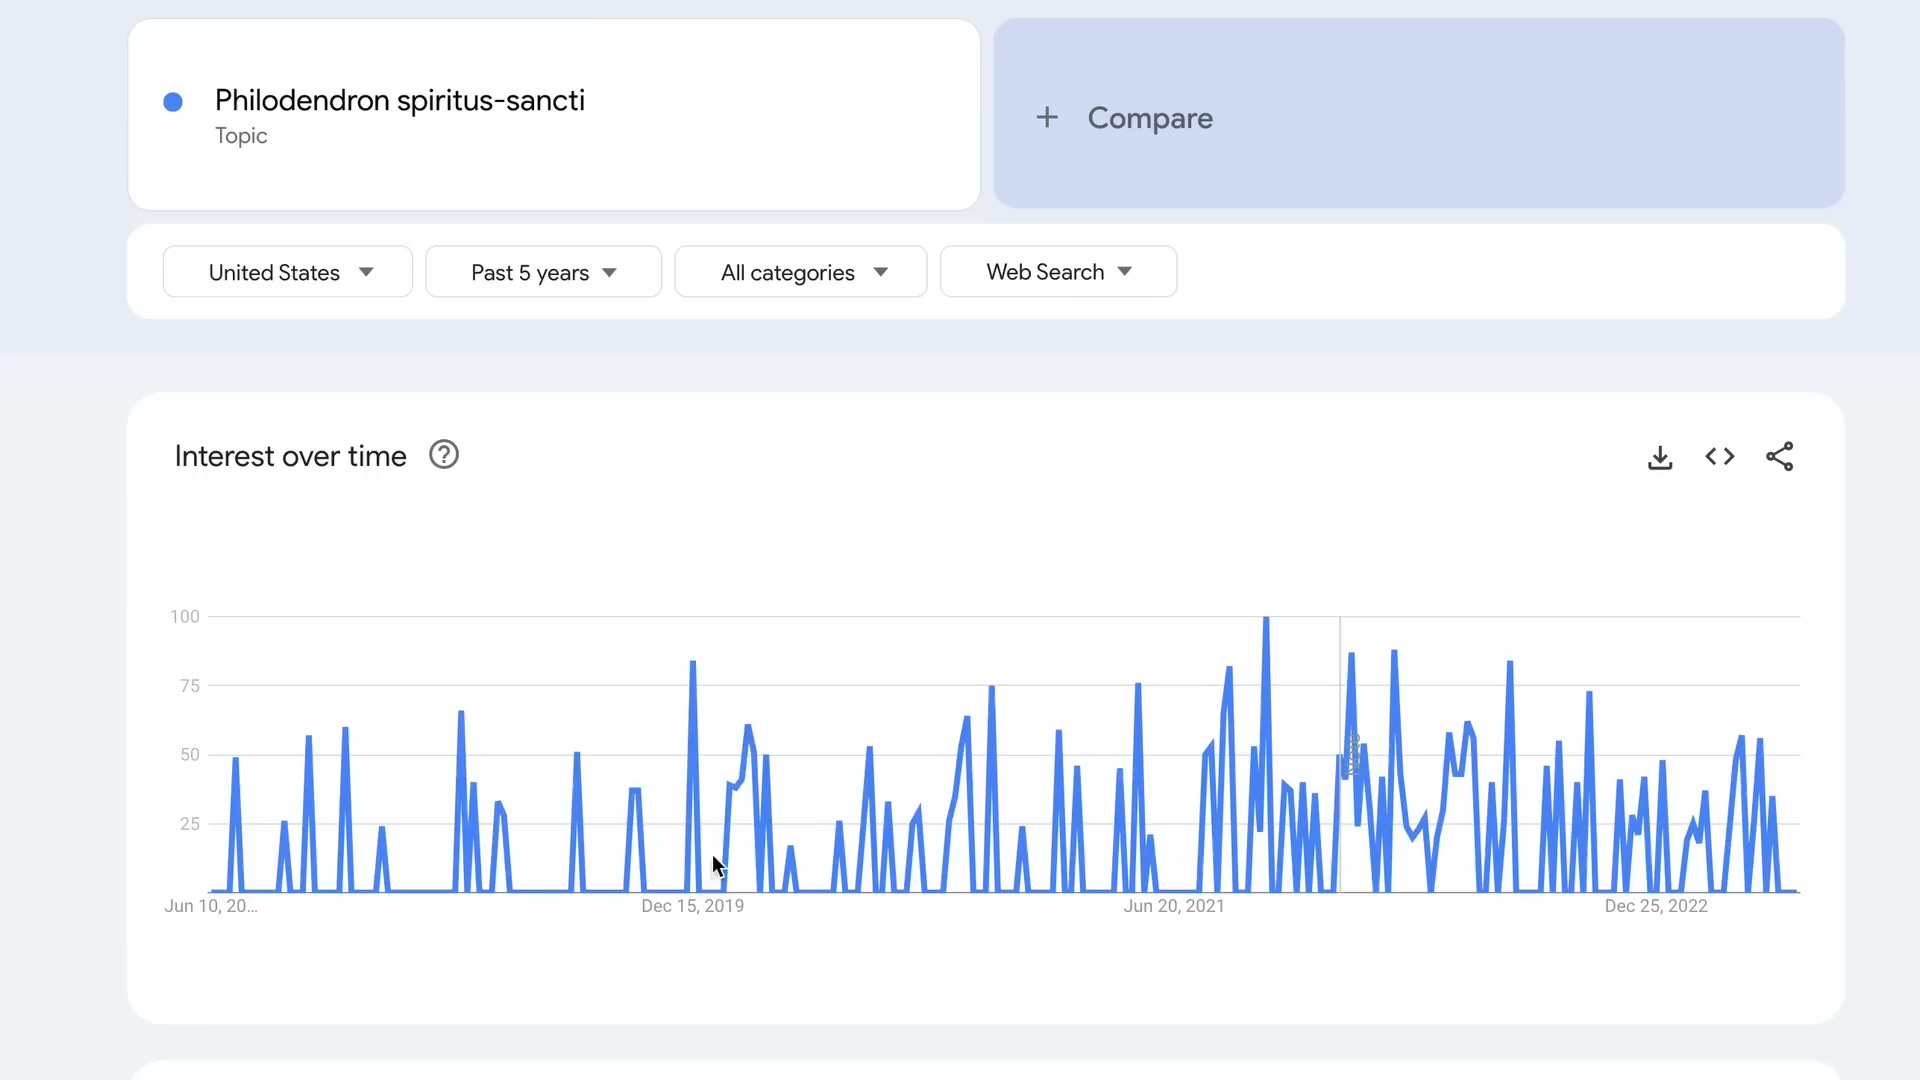 Philodendron spiritus-sancti
Topic
+ Compare
United States
Past 5 years
All categories
Web Search
Interest over time
100
75
50
25
Jun 10, 20...
Dec 15, 2019
Jun 20, 2021
Dec 25, 2022